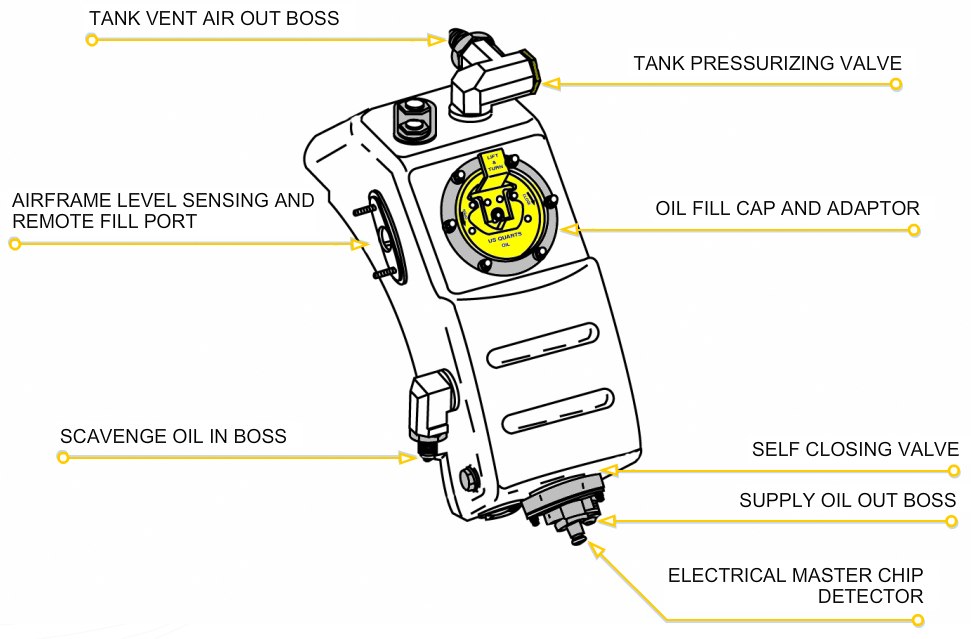 TANK VENT AIR OUT BOSS
TANK PRESSURIZING VALVE
LIFT
&
TURN
AIRFRAME LEVEL SENSING AND
REMOTE FILL PORT
OIL FILL CAP AND ADAPTOR
US QUARTS
OIL
SCAVENGE OIL IN BOSS
SELF CLOSING VALVE
SUPPLY OIL OUT BOSS
ELECTRICAL MASTER CHIP
DETECTOR